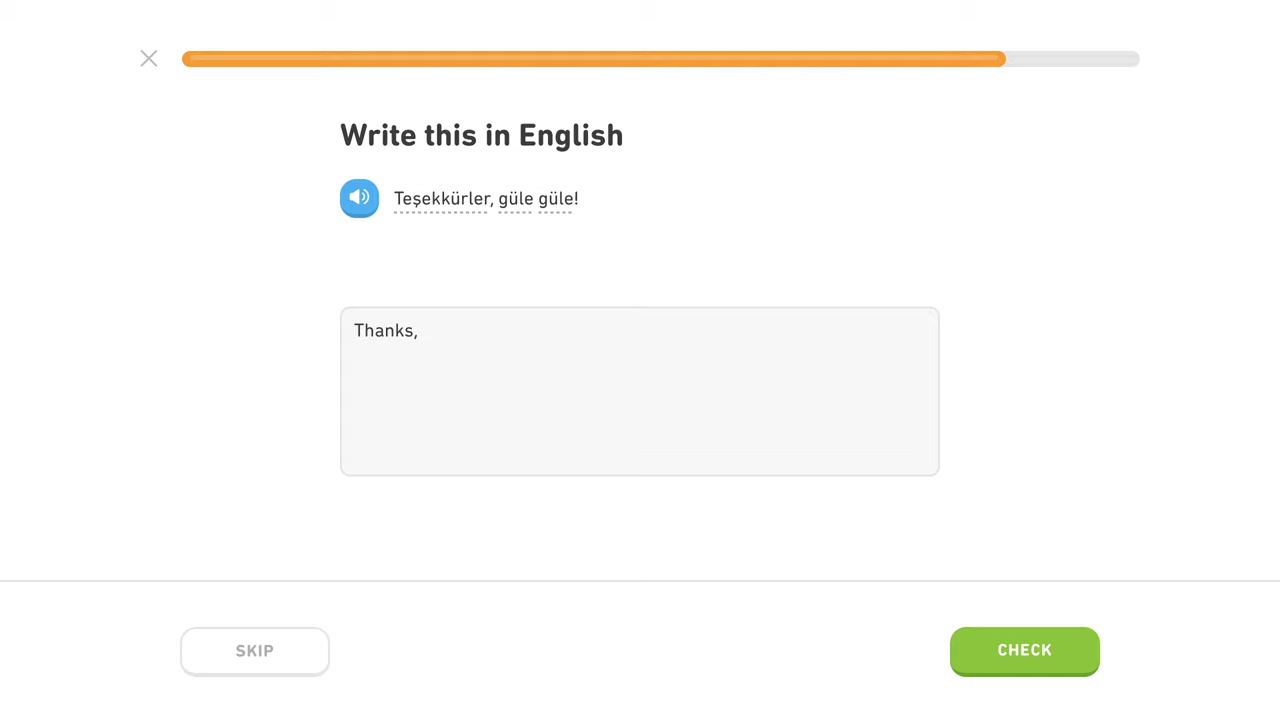 Write this in English
Teşekkürler, güle güle!
Thanks,
SKIP
CHECK